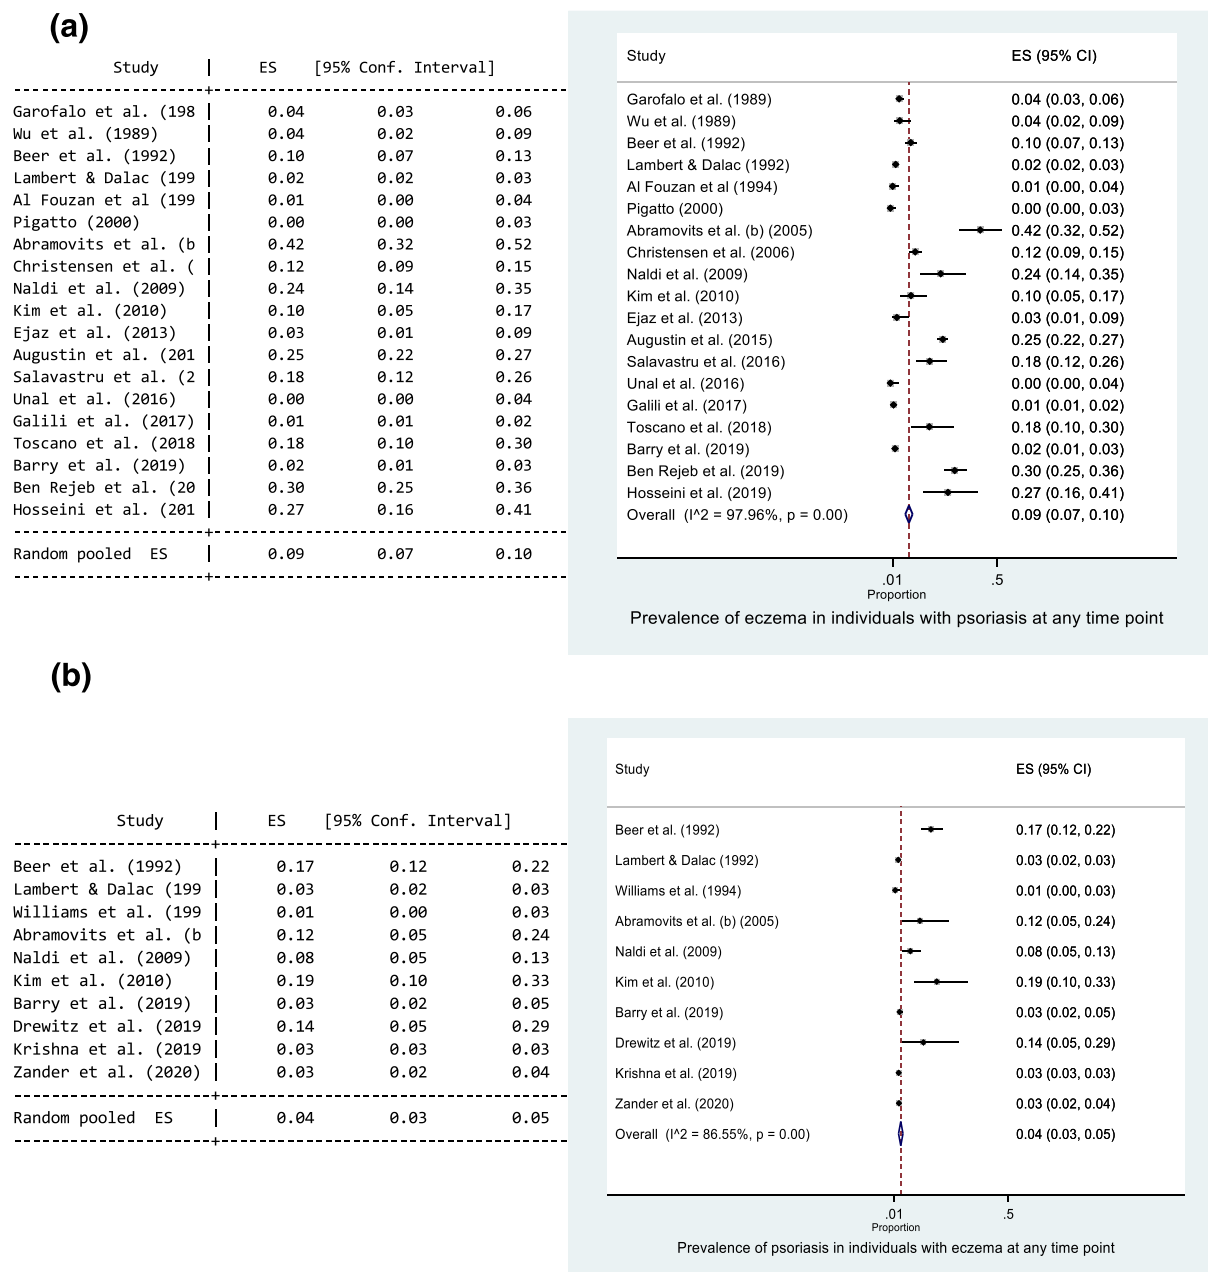 (a)
Study | ES [95% Conf. Interval]
Garofalo et al. (198 | 0.04 0.03 0.06
Wu et al. (1989) | 0.04 0.02 0.09
Beer et al. (1992) | 0.10 0.07 0.13
Lambert & Dalac (199 | 0.02 0.02 0.03
Al Fouzan et al (199 | 0.01 0.00 0.04
Pigatto (2000) | 0.00 0.00 0.03
Abramovits et al. (b | 0.42 0.32 0.52
Christensen et al. ( | 0.12 0.09 0.15
Naldi et al. (2009) | 0.24 0.14 0.35
Kim et al. (2010) | 0.10 0.05 0.17
Ejaz et al. (2013) | 0.03 0.01 0.09
Augustin et al. (201 | 0.25 0.22 0.27
Salavastru et al. (2 | 0.18 0.12 0.26
Unal et al. (2016) | 0.00 0.00 0.04
Galili et al. (2017) | 0.01 0.01 0.02
Toscano et al. (2018 | 0.18 0.10 0.30
Barry et al. (2019) | 0.02 0.01 0.03
Ben Rejeb et al. (20 | 0.30 0.25 0.36
Hosseini et al. (201 | 0.27 0.16 0.41
Random pooled ES | 0.09 0.07 0.10
Study ES (95% CI)
Garofalo et al. (1989) 0.04 (0.03, 0.06)
Wu et al. (1989) 0.04 (0.02, 0.09)
Beer et al. (1992) 0.10 (0.07, 0.13)
Lambert & Dalac (1992) 0.02 (0.02, 0.03)
Al Fouzan et al (1994) 0.01 (0.00, 0.04)
Pigatto (2000) 0.00 (0.00, 0.03)
Abramovits et al. (b) (2005) 0.42 (0.32, 0.52)
Christensen et al. (2006) 0.12 (0.09, 0.15)
Naldi et al. (2009) 0.24 (0.14, 0.35)
Kim et al. (2010) 0.10 (0.05, 0.17)
Ejaz et al. (2013) 0.03 (0.01, 0.09)
Augustin et al. (2015) 0.25 (0.22, 0.27)
Salavastru et al. (2016) 0.18 (0.12, 0.26)
Unal et al. (2016) 0.00 (0.00, 0.04)
Galili et al. (2017) 0.01 (0.01, 0.02)
Toscano et al. (2018) 0.18 (0.10, 0.30)
Barry et al. (2019) 0.02 (0.01, 0.03)
Ben Rejeb et al. (2019) 0.30 (0.25, 0.36)
Hosseini et al. (2019) 0.27 (0.16, 0.41)
Overall (I^2 = 97.96%, p = 0.00) 0.09 (0.07, 0.10)
.01 .5
Proportion
Prevalence of eczema in individuals with psoriasis at any time point
(b)
Study | ES [95% Conf. Interval]
Beer et al. (1992) | 0.17 0.12 0.22
Lambert & Dalac (199 | 0.03 0.02 0.03
Williams et al. (199 | 0.01 0.00 0.03
Abramovits et al. (b | 0.12 0.05 0.24
Naldi et al. (2009) | 0.08 0.05 0.13
Kim et al. (2010) | 0.19 0.10 0.33
Barry et al. (2019) | 0.03 0.02 0.05
Drewitz et al. (2019 | 0.14 0.05 0.29
Krishna et al. (2019 | 0.03 0.03 0.03
Zander et al. (2020) | 0.03 0.02 0.04
Random pooled ES | 0.04 0.03 0.05
Study ES (95% CI)
Beer et al. (1992) 0.17 (0.12, 0.22)
Lambert & Dalac (1992) 0.03 (0.02, 0.03)
Williams et al. (1994) 0.01 (0.00, 0.03)
Abramovits et al. (b) (2005) 0.12 (0.05, 0.24)
Naldi et al. (2009) 0.08 (0.05, 0.13)
Kim et al. (2010) 0.19 (0.10, 0.33)
Barry et al. (2019) 0.03 (0.02, 0.05)
Drewitz et al. (2019) 0.14 (0.05, 0.29)
Krishna et al. (2019) 0.03 (0.03, 0.03)
Zander et al. (2020) 0.03 (0.02, 0.04)
Overall (I^2 = 86.55%, p = 0.00) 0.04 (0.03, 0.05)
.01 .5
Proportion
Prevalence of psoriasis in individuals with eczema at any time point